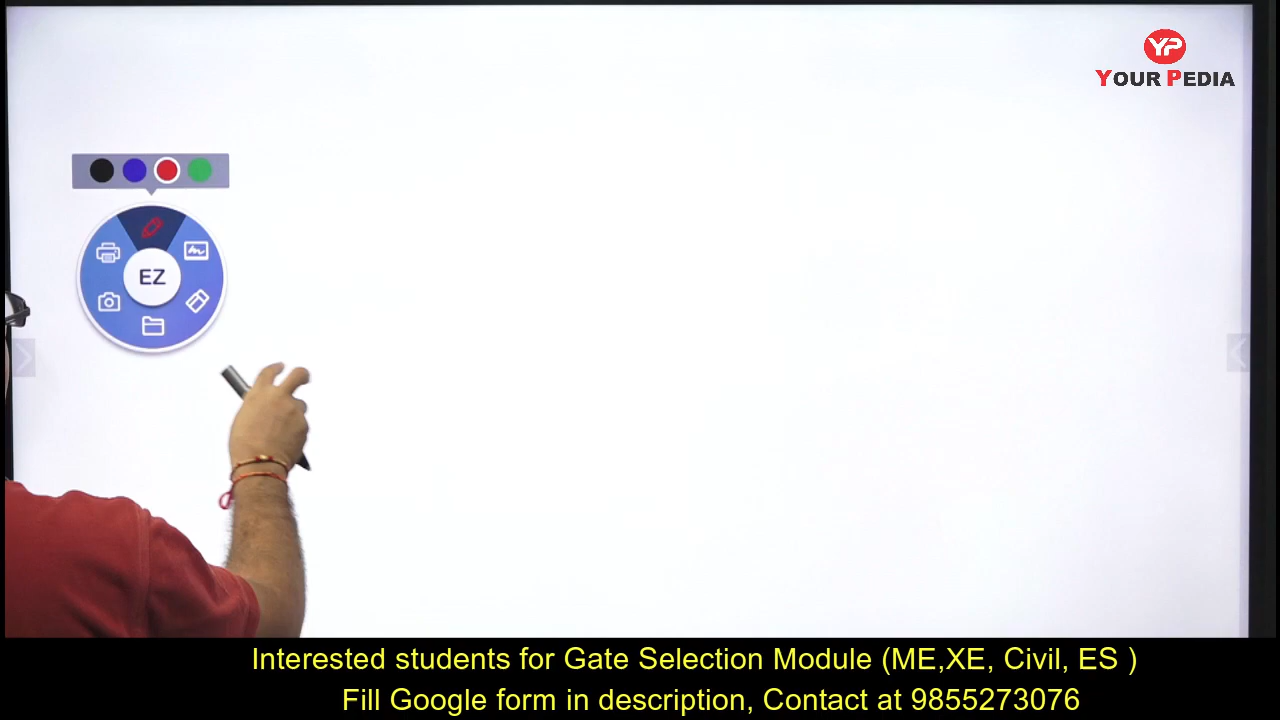 YP
YOUR PEDIA
EZ
Interested students for Gate Selection Module (ME,XE, Civil, ES )
Fill Google form in description, Contact at 9855273076